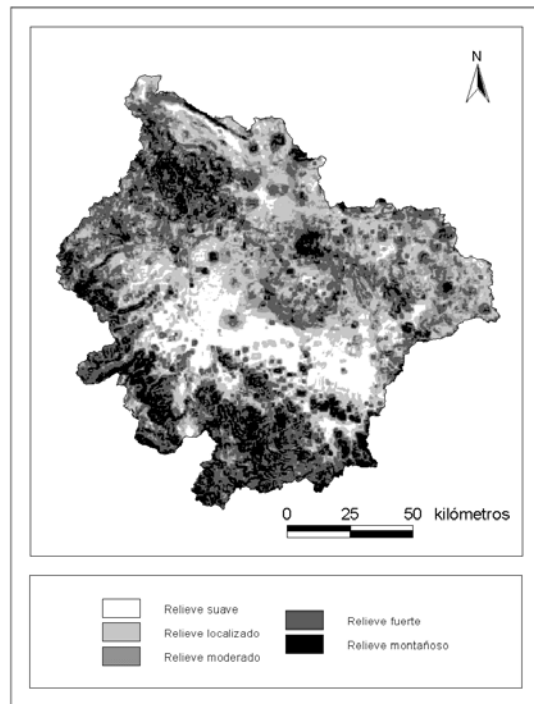 N
0 25 50 kilómetros
Relieve suave
Relieve localizado
Relieve moderado
Relieve fuerte
Relieve montañoso